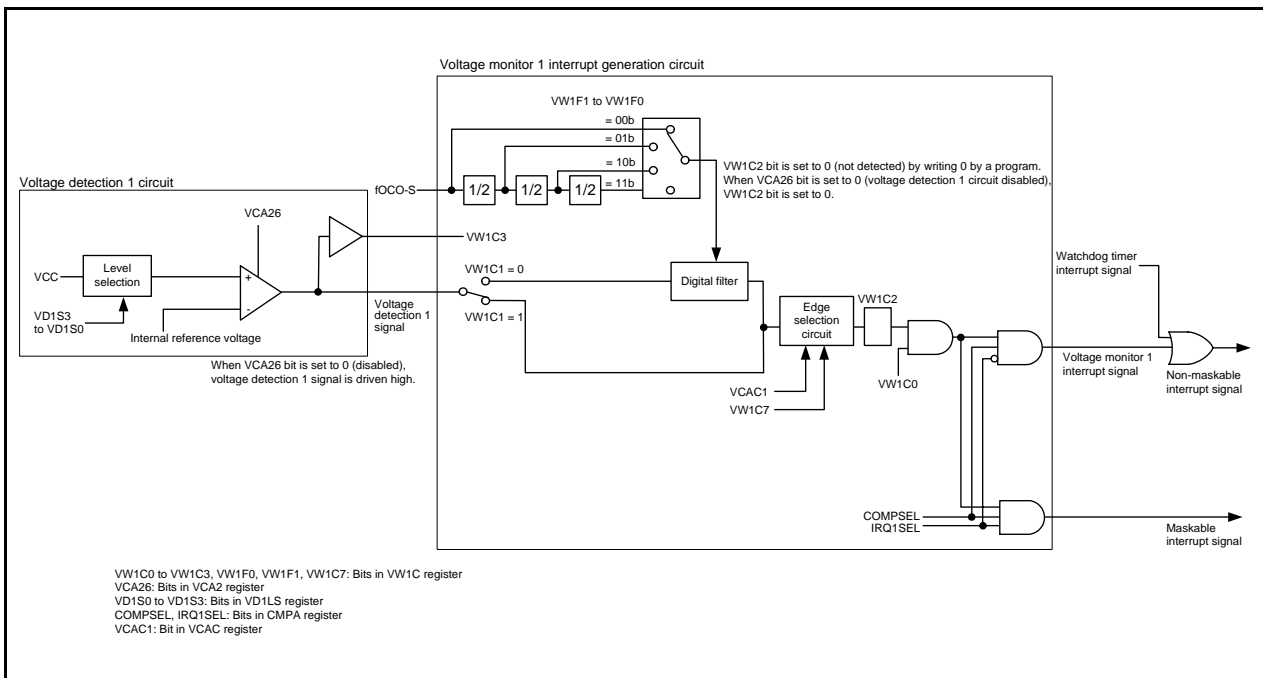 Voltage monitor 1 interrupt generation circuit
VW1F1 to VW1F0
= 00b
= 01b
= 10b
= 11b
fOCO-S
1/2
1/2
1/2
VW1C2 bit is set to 0 (not detected) by writing 0 by a program.
When VCA26 bit is set to 0 (voltage detection 1 circuit disabled),
VW1C2 bit is set to 0.
Voltage detection 1 circuit
VCA26
VW1C3
VCC
Level
selection
+
-
VD1S3
to VD1S0
Internal reference voltage
Voltage
detection 1
signal
VW1C1 = 0
VW1C1 = 1
Digital filter
Edge
selection
circuit
VW1C2
VW1C0
VCAC1
VW1C7
When VCA26 bit is set to 0 (disabled),
voltage detection 1 signal is driven high.
Watchdog timer
interrupt signal
Voltage monitor 1
interrupt signal
Non-maskable
interrupt signal
COMPSEL
IRQ1SEL
Maskable
interrupt signal
VW1C0 to VW1C3, VW1F0, VW1F1, VW1C7: Bits in VW1C register
VCA26: Bits in VCA2 register
VD1S0 to VD1S3: Bits in VD1LS register
COMPSEL, IRQ1SEL: Bits in CMPA register
VCAC1: Bit in VCAC register